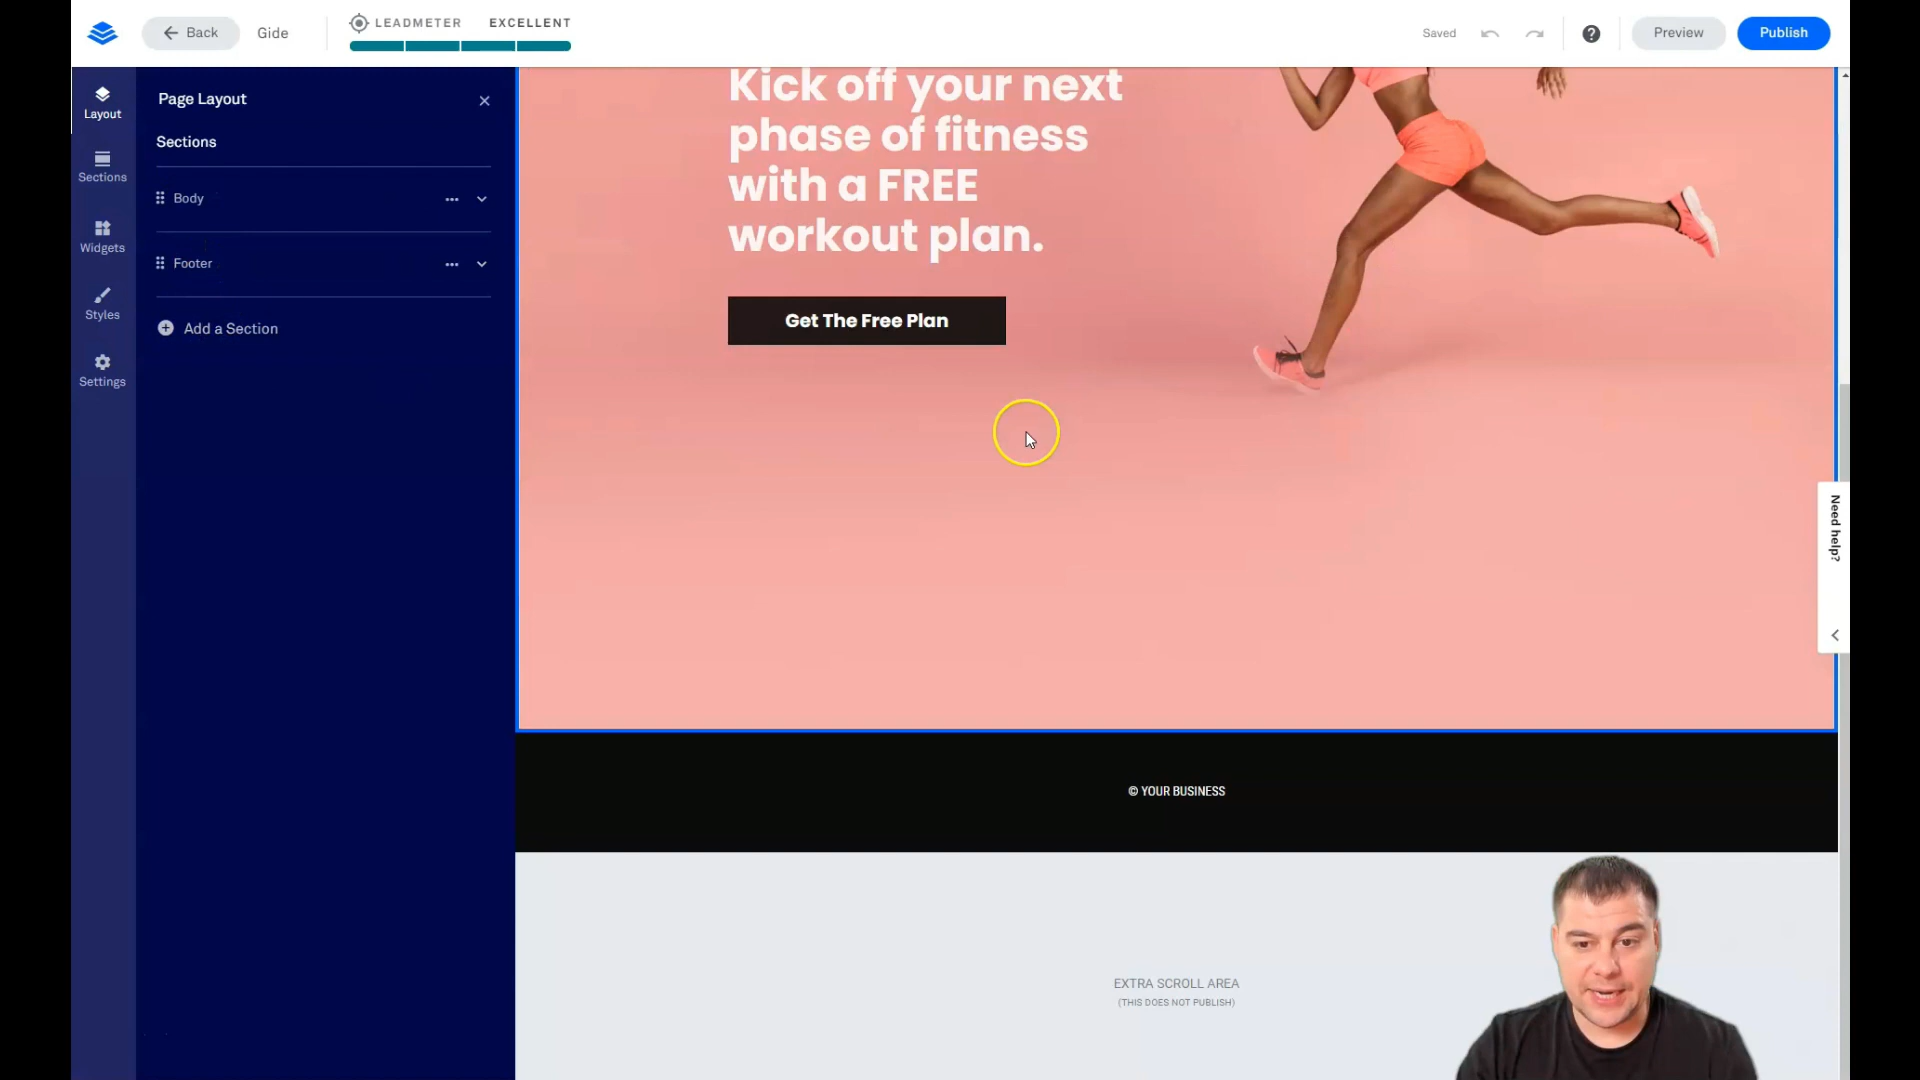 Back
Gide
LEADMETER EXCELLENT
Saved
Preview
Publish
Layout
Sections
Widgets
Styles
Settings
Page Layout
Sections
Body
Footer
Add a Section
Kick off your next
phase of fitness
with a FREE
workout plan.
Get The Free Plan
Need help?
© YOUR BUSINESS
EXTRA SCROLL AREA
(THIS DOES NOT PUBLISH)